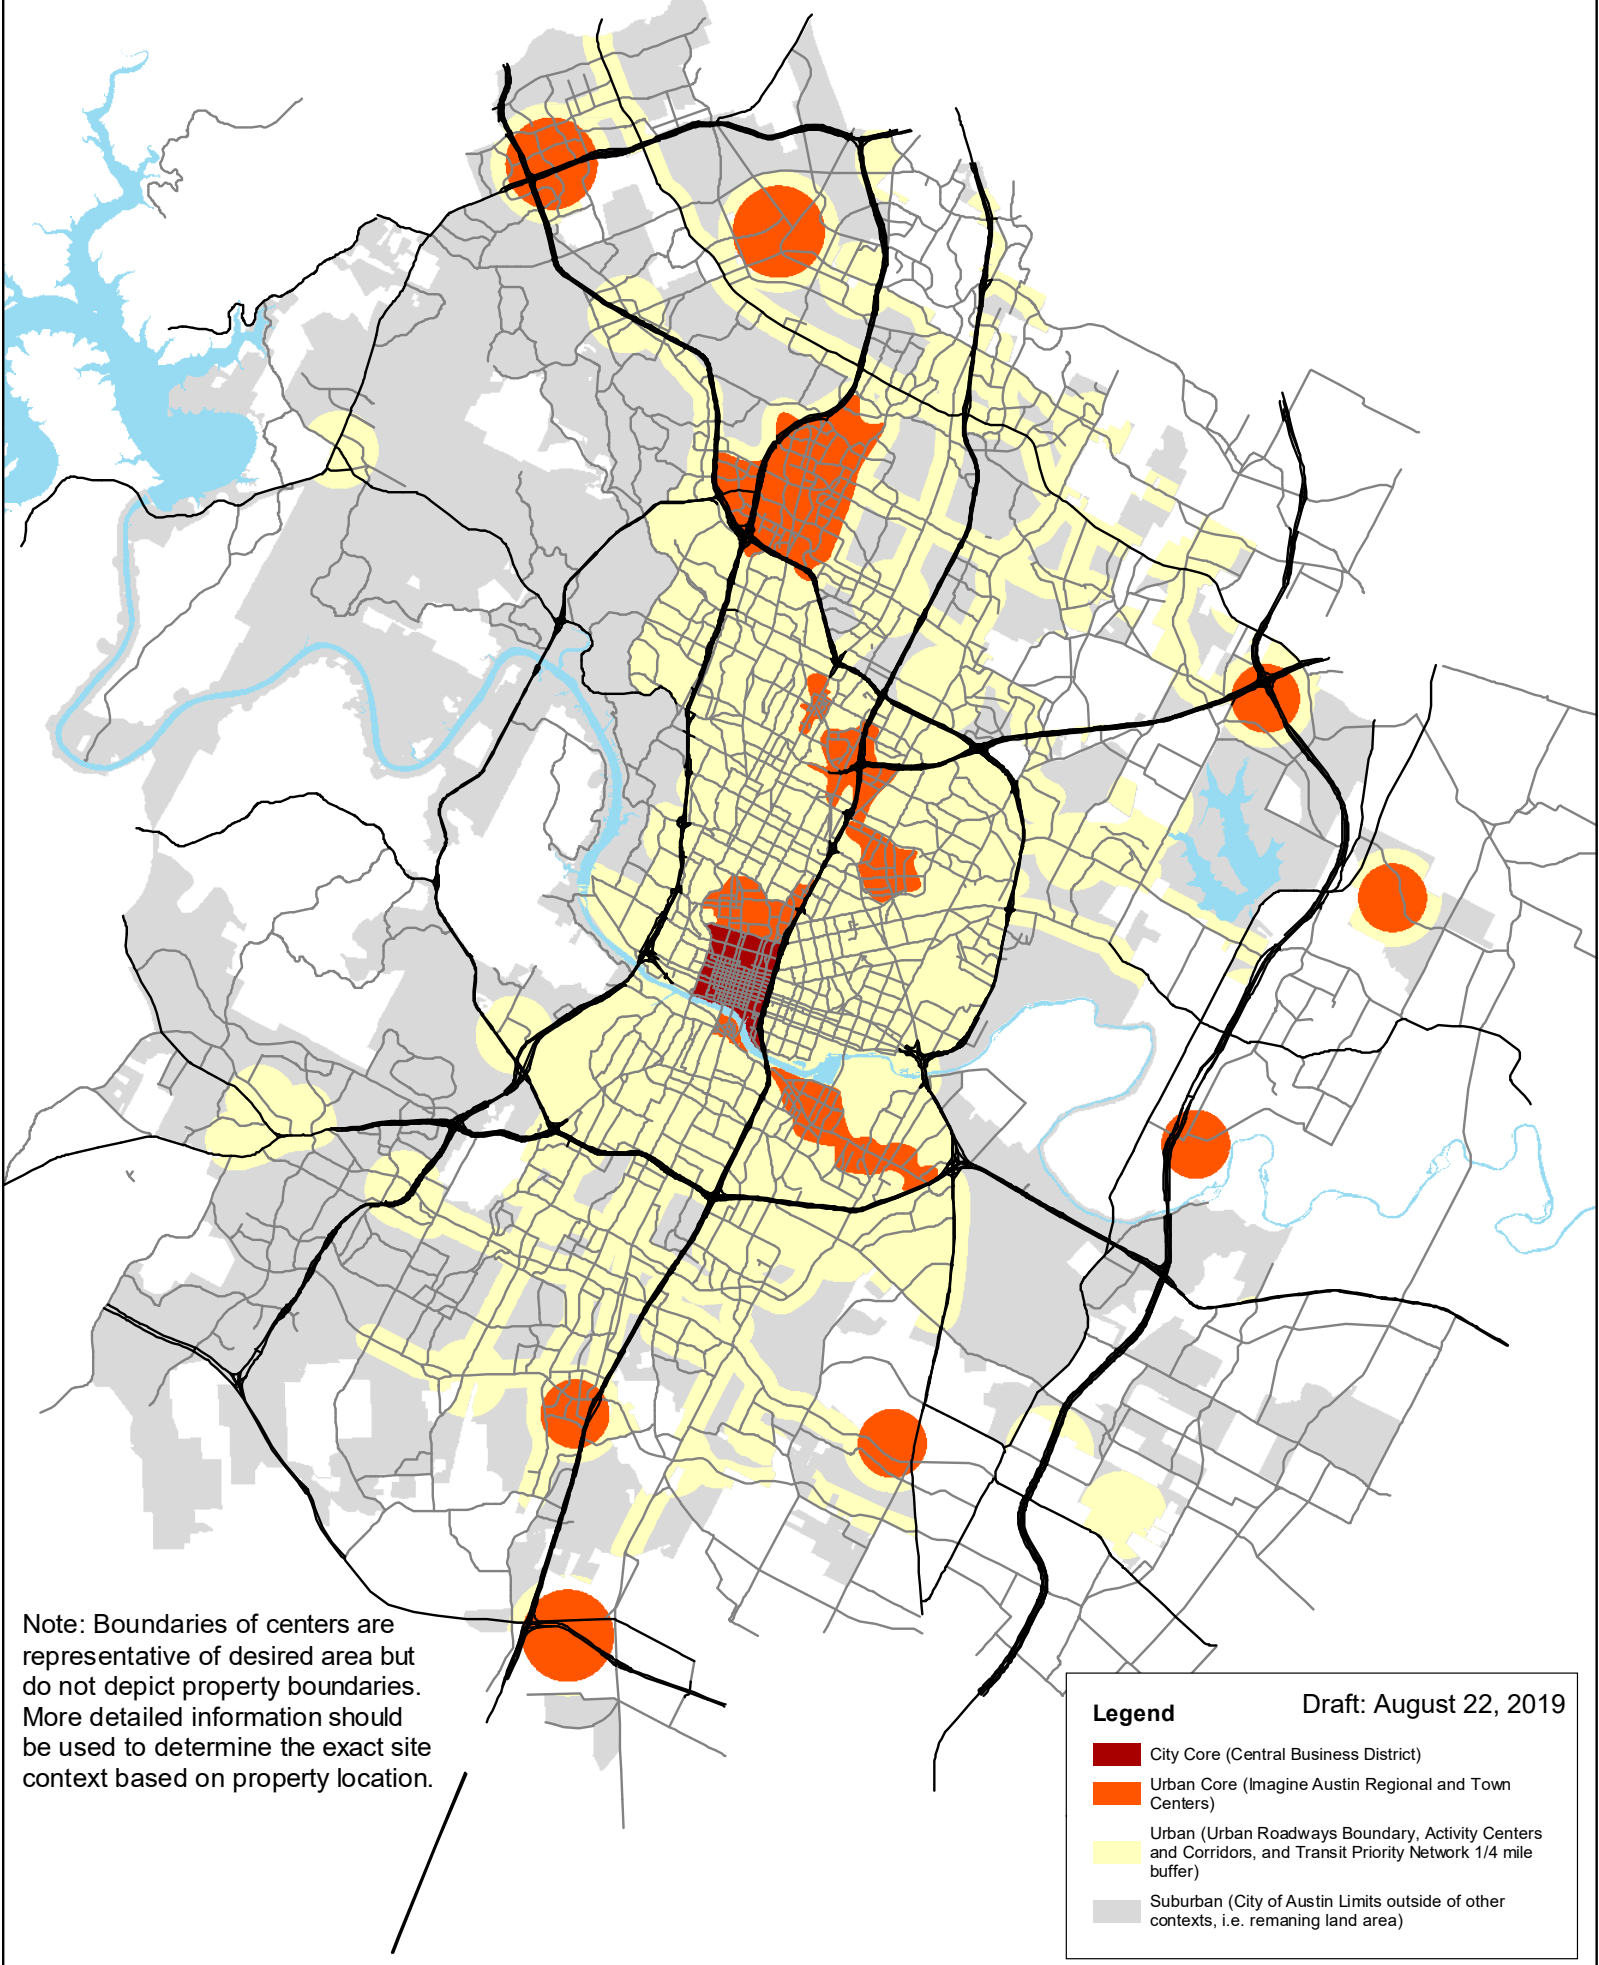 Note: Boundaries of centers are
representative of desired area but
do not depict property boundaries.
More detailed information should
be used to determine the exact site
context based on property location.
Legend
Draft: August 22, 2019
City Core (Central Business District)
Urban Core (Imagine Austin Regional and Town
Centers)
Urban (Urban Roadways Boundary, Activity Centers
and Corridors, and Transit Priority Network 1/4 mile
buffer)
Suburban (City of Austin Limits outside of other
contexts, i.e. remaning land area)